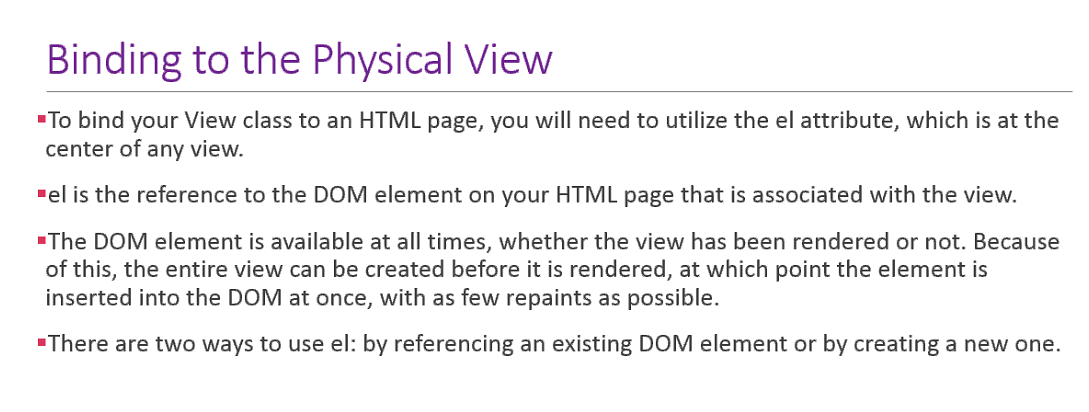 Binding to the Physical View
▪To bind your View class to an HTML page, you will need to utilize the el attribute, which is at the
center of any view.
▪el is the reference to the DOM element on your HTML page that is associated with the view.
▪The DOM element is available at all times, whether the view has been rendered or not. Because
of this, the entire view can be created before it is rendered, at which point the element is
inserted into the DOM at once, with as few repaints as possible.
▪There are two ways to use el: by referencing an existing DOM element or by creating a new one.